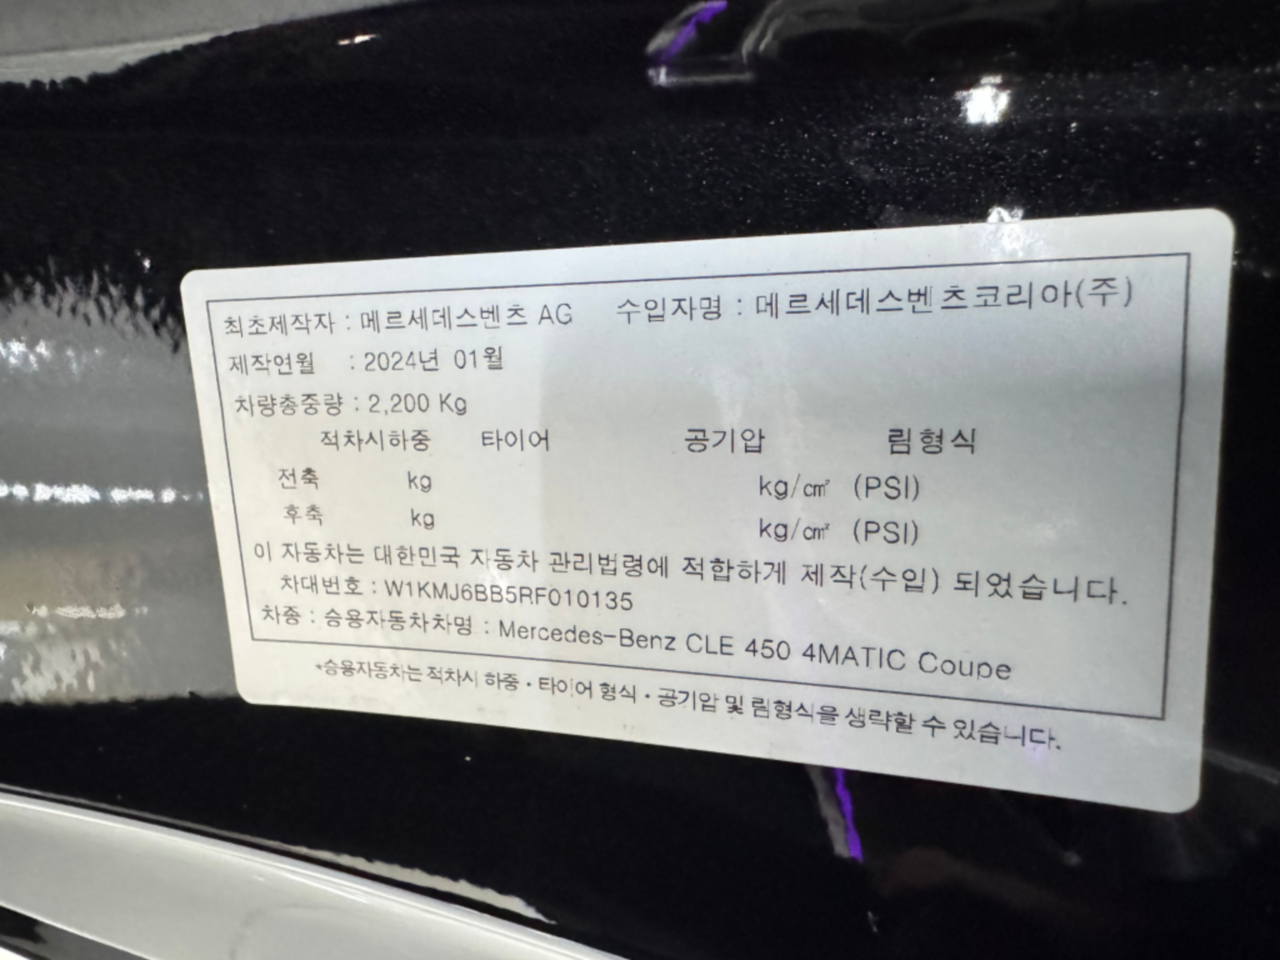 최초제작자 : 메르세데스벤츠 AG 수입자명 : 메르세데스벤츠코리아(주)
제작연월 : 2024년 01월
차량총중량 : 2,200 Kg
적차시하중 타이어 공기압 림형식
전축 kg kg/㎠ (PSI)
후축 kg kg/㎠ (PSI)
이 자동차는 대한민국 자동차 관리법령에 적합하게 제작(수입) 되었습니다.
차대번호 : W1KMJ6BB5RF010135
차종 : 승용자동차차명 : Mercedes-Benz CLE 450 4MATIC Coupe
*승용자동차는 적차시 하중·타이어 형식·공기압 및 림형식을 생략할 수 있습니다.